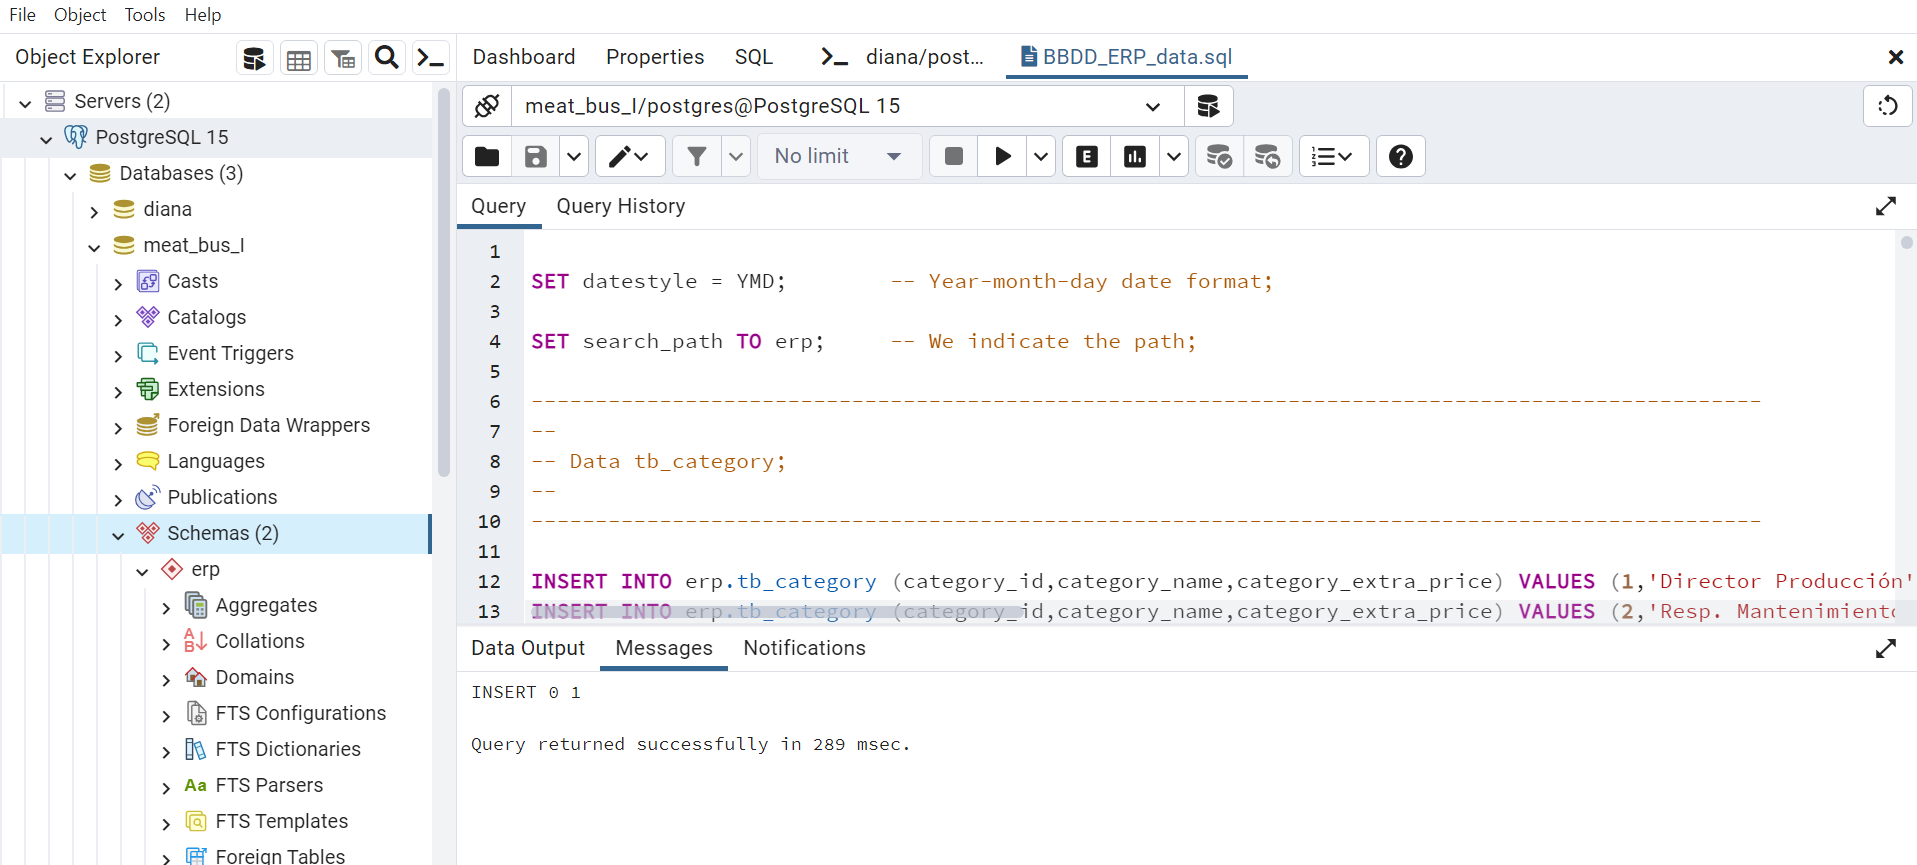 File Object Tools Help
Object Explorer
Dashboard Properties SQL diana/post... BBDD_ERP_data.sql
Servers (2)
PostgreSQL 15
Databases (3)
diana
meat_bus_I
Casts
Catalogs
Event Triggers
Extensions
Foreign Data Wrappers
Languages
Publications
Schemas (2)
erp
Aggregates
Collations
Domains
FTS Configurations
FTS Dictionaries
Aa FTS Parsers
FTS Templates
Foreign Tables
meat_bus_I/postgres@PostgreSQL 15
No limit
E
Query Query History
1
2 SET datestyle = YMD; -- Year-month-day date format;
3
4 SET search_path TO erp; -- We indicate the path;
5
6 ------------------------------------------------------------------------------------------------
7 --
8 -- Data tb_category;
9 --
10 ------------------------------------------------------------------------------------------------
11
12 INSERT INTO erp.tb_category (category_id,category_name,category_extra_price) VALUES (1,'Director Producción'
13 INSERT INTO erp.tb_category (category_id,category_name,category_extra_price) VALUES (2,'Resp. Mantenimiento
Data Output Messages Notifications
INSERT 0 1
Query returned successfully in 289 msec.